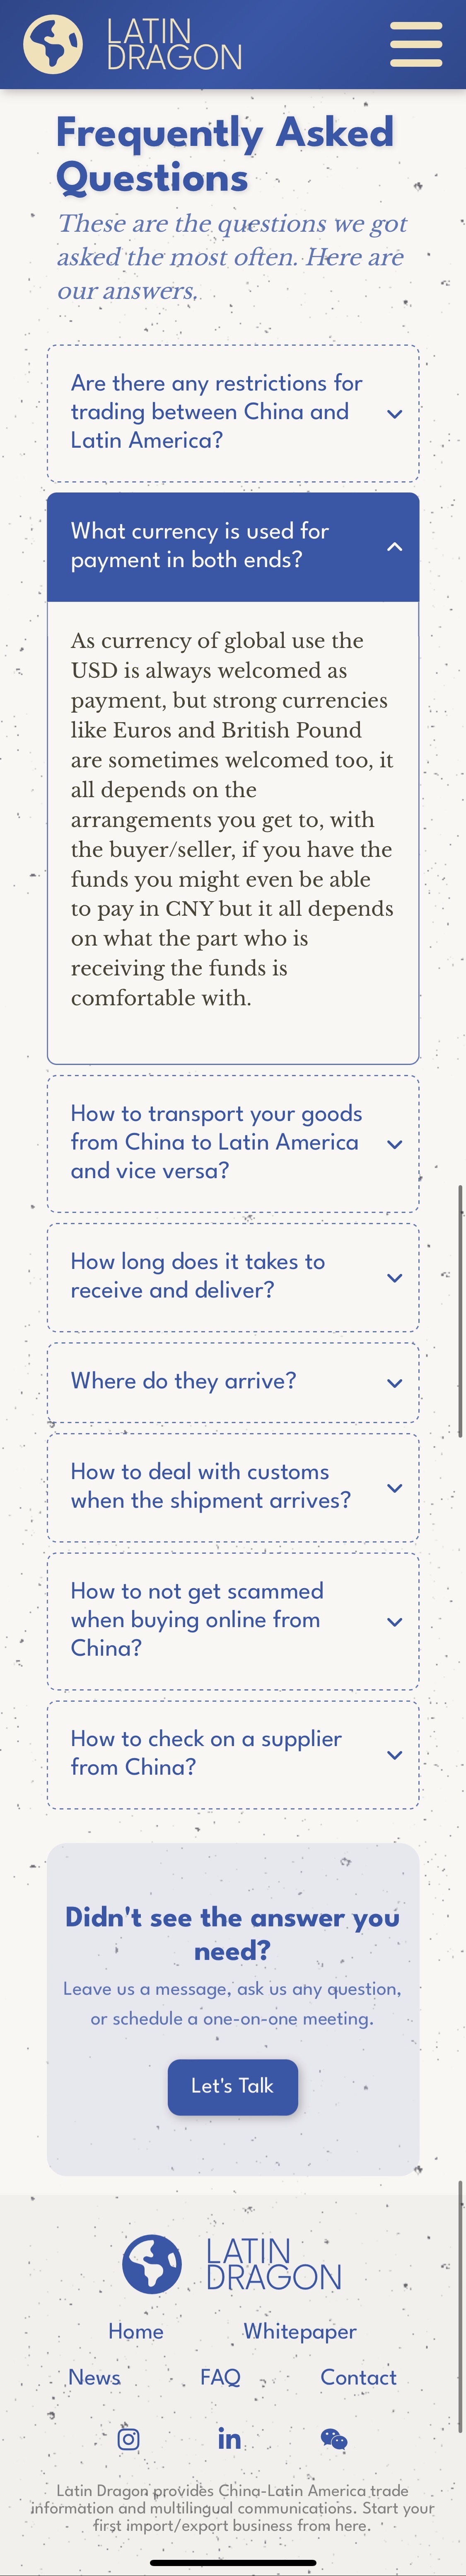 LATIN
DRAGON
Frequently Asked
Questions
These are the questions we got
asked the most often. Here are
our answers.
Are there any restrictions for
trading between China and
Latin America?
What currency is used for
payment in both ends?
As currency of global use the
USD is always welcomed as
payment, but strong currencies
like Euros and British Pound
are sometimes welcomed too, it
all depends on the
arrangements you get to, with
the buyer/seller, if you have the
funds you might even be able
to pay in CNY but it all depends
on what the part who is
receiving the funds is
comfortable with.
How to transport your goods
from China to Latin America
and vice versa?
How long does it takes to
receive and deliver?
Where do they arrive?
How to deal with customs
when the shipment arrives?
How to not get scammed
when buying online from
China?
How to check on a supplier
from China?
Didn't see the answer you
need?
Leave us a message, ask us any question,
or schedule a one-on-one meeting.
Let's Talk
LATIN
DRAGON
Home Whitepaper
News FAQ Contact
in
Latin Dragon provides China-Latin America trade
information and multilingual communications. Start your
first import/export business from here.